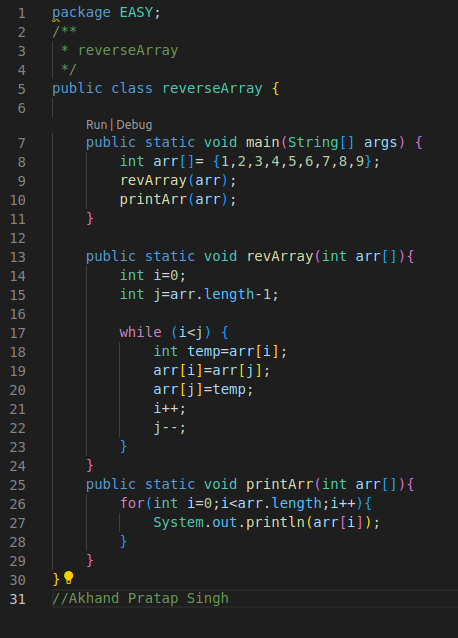 1 package EASY;
2 /**
3  * reverseArray
4  */
5 public class reverseArray {
6
Run | Debug
7     public static void main(String[] args) {
8         int arr[]= {1,2,3,4,5,6,7,8,9};
9         revArray(arr);
10         printArr(arr);
11     }
12
13     public static void revArray(int arr[]){
14         int i=0;
15         int j=arr.length-1;
16
17         while (i<j) {
18             int temp=arr[i];
19             arr[i]=arr[j];
20             arr[j]=temp;
21             i++;
22             j--;
23         }
24     }
25     public static void printArr(int arr[]){
26         for(int i=0;i<arr.length;i++){
27             System.out.println(arr[i]);
28         }
29     }
30 }
31 //Akhand Pratap Singh